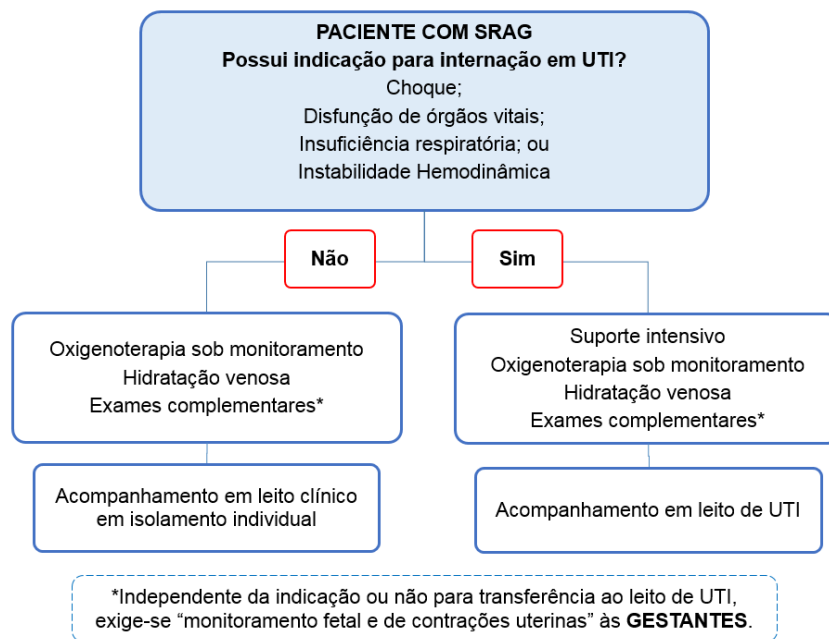 PACIENTE COM SRAG
Possui indicação para internação em UTI?
Choque;
Disfunção de órgãos vitais;
Insuficiência respiratória; ou
Instabilidade Hemodinâmica
Não
Sim
Oxigenoterapia sob monitoramento
Hidratação venosa
Exames complementares*
Suporte intensivo
Oxigenoterapia sob monitoramento
Hidratação venosa
Exames complementares*
Acompanhamento em leito clínico
em isolamento individual
Acompanhamento em leito de UTI
*Independente da indicação ou não para transferência ao leito de UTI,
exige-se “monitoramento fetal e de contrações uterinas” às GESTANTES.